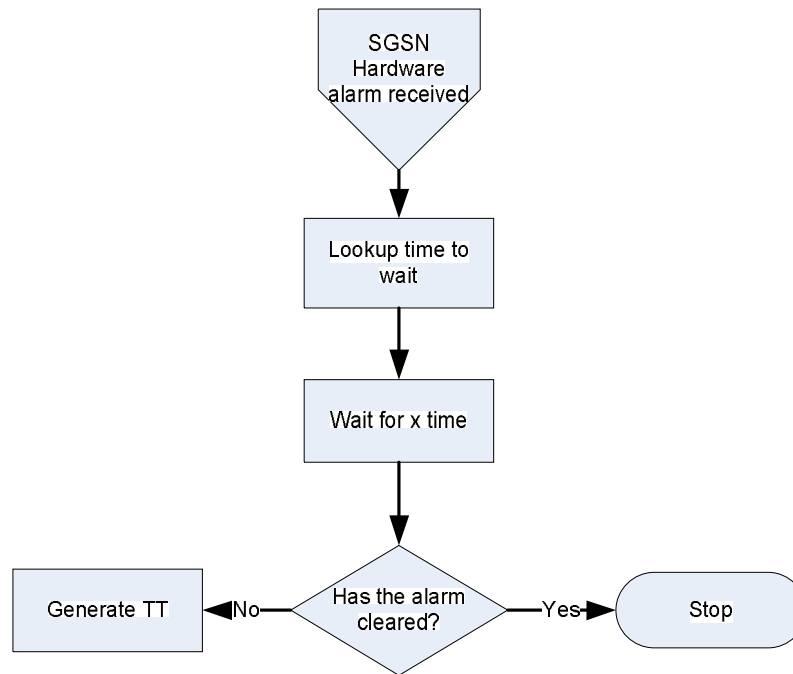 SGSN
Hardware
alarm received
Lookup time to
wait
Wait for x time
Has the alarm
cleared?
Generate TT
No
Yes
Stop